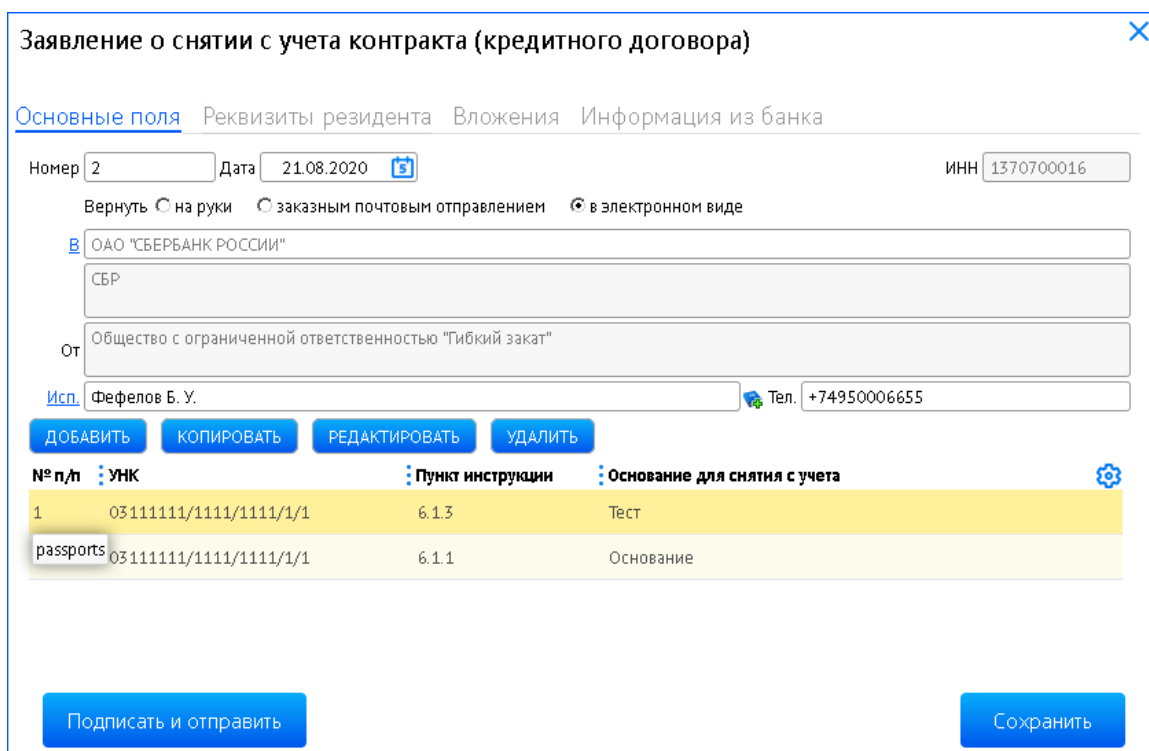 Заявление о снятии с учета контракта (кредитного договора)
Основные поля Реквизиты резидента Вложения Информация из банка
Номер 2 Дата 21.08.2020 5 ИНН 1370700016
Вернуть на руки заказным почтовым отправлением в электронном виде
В ОАО "СБЕРБАНК РОССИИ"
СБР
От Общество с ограниченной ответственностью "Гибкий закат"
Исп. Фефелов Б. У. Тел. +74950006655
ДОБАВИТЬ КОПИРОВАТЬ РЕДАКТИРОВАТЬ УДАЛИТЬ
№ п/п УНК Пункт инструкции Основание для снятия с учета
1 03111111/1111/1111/1/1 6.1.3 Тест
passports 03111111/1111/1111/1/1 6.1.1 Основание
Подписать и отправить Сохранить